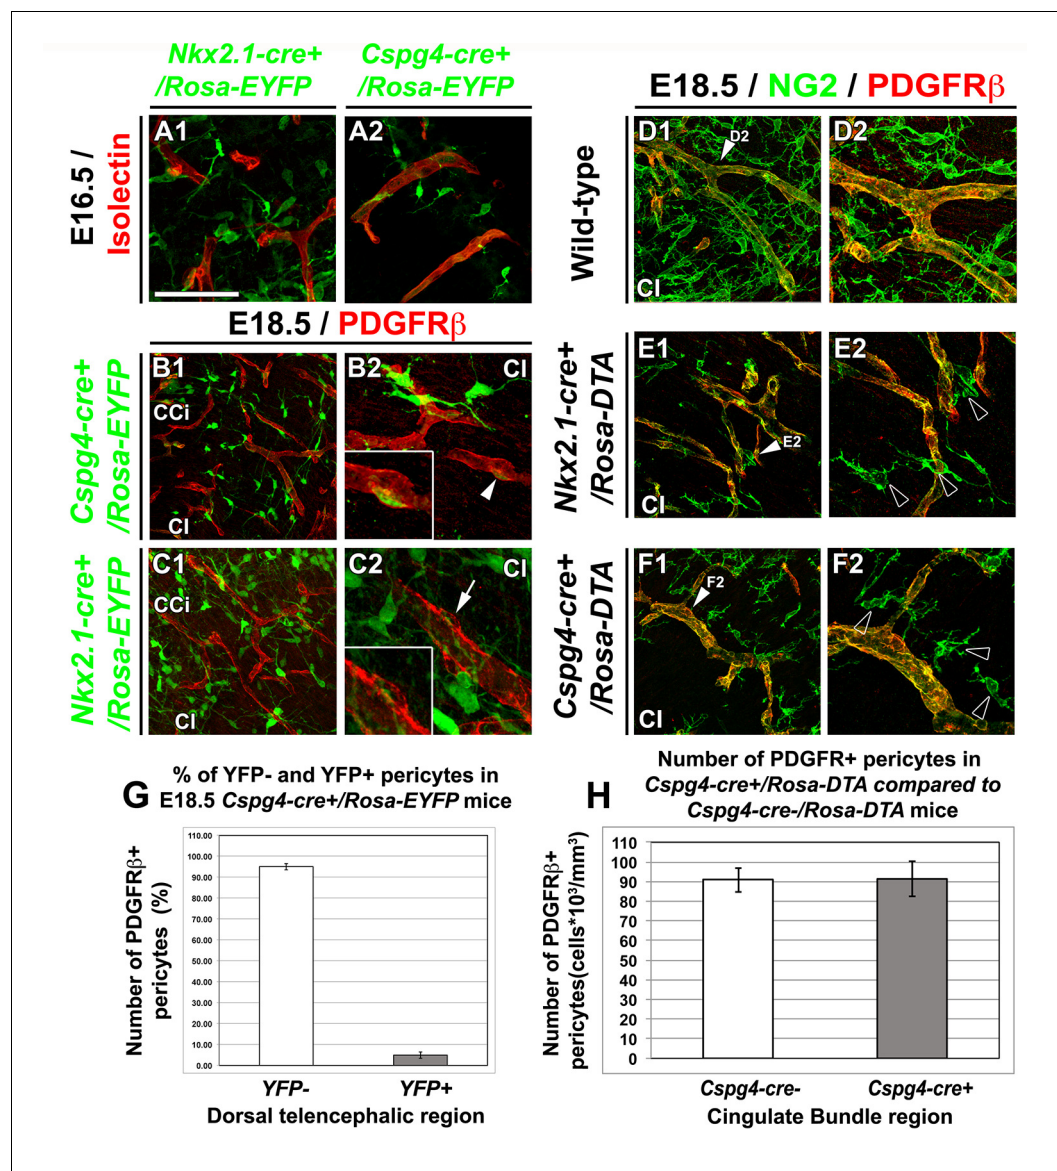 Nkx2.1-cre+
/Rosa-EYFP
Cspg4-cre+
/Rosa-EYFP
E16.5 /
Isolectin
A1
A2
E18.5 / PDGFRβ
Cspg4-cre+
/Rosa-EYFP
B1
CCi
CI
B2
CI
Nkx2.1-cre+
/Rosa-EYFP
C1
CCi
CI
C2
CI
E18.5 / NG2 / PDGFRβ
Wild-type
D1
D2
CI
D2
Nkx2.1-cre+
/Rosa-DTA
E1
E2
CI
E2
Cspg4-cre+
/Rosa-DTA
F1
F2
CI
F2
G
% of YFP- and YFP+ pericytes in
E18.5 Cspg4-cre+/Rosa-EYFP mice
Number of PDGFRβ+
pericytes (%)
110.00
100.00
90.00
80.00
70.00
60.00
50.00
40.00
30.00
20.00
10.00
0.00
YFP-
YFP+
Dorsal telencephalic region
H
Number of PDGFR+ pericytes in
Cspg4-cre+/Rosa-DTA compared to
Cspg4-cre-/Rosa-DTA mice
Number of PDGFRβ+
pericytes(cells*10³/mm³)
110
100
90
80
70
60
50
40
30
20
10
0
Cspg4-cre-
Cspg4-cre+
Cingulate Bundle region